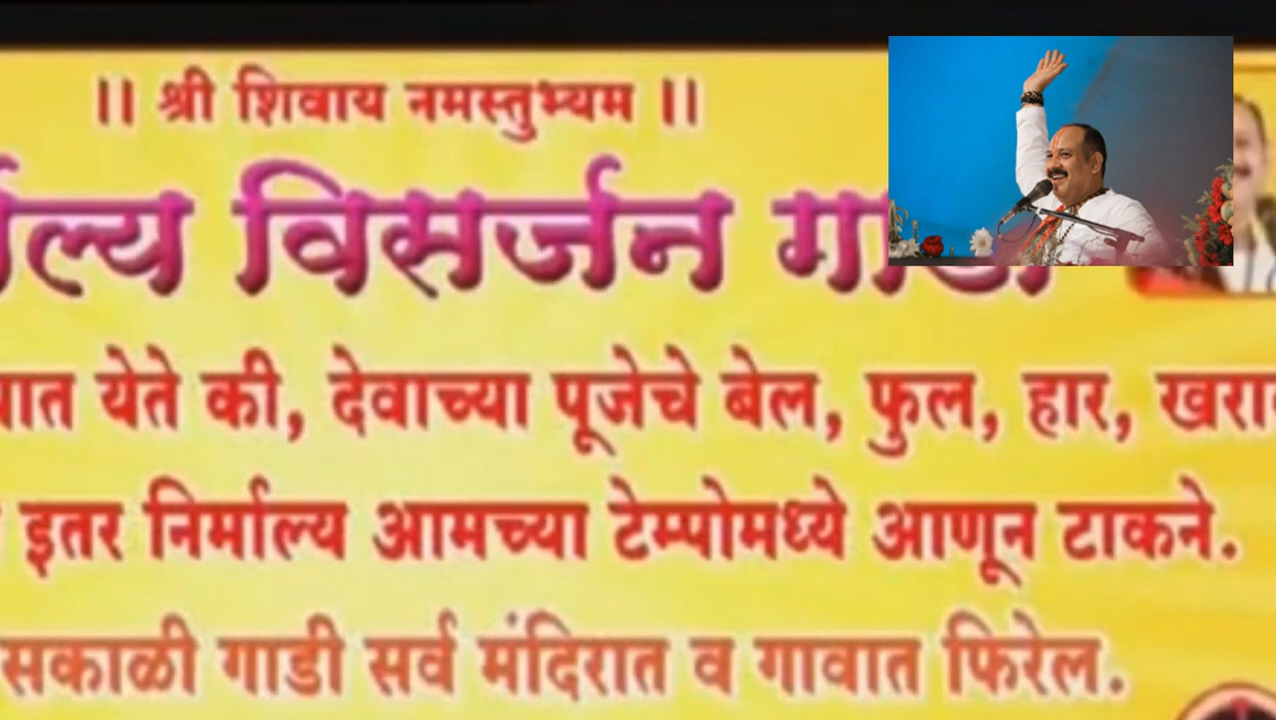 || श्री शिवाय नमस्तुभ्यम ||
विसर्जन
येते की, देवाच्या पूजेचे बेल, फुल, हार,
इतर निर्माल्य आमच्या टेम्पोमध्ये आणून टाकने.
सकाळी गाडी सर्व मंदिरात व गावात फिरेल.